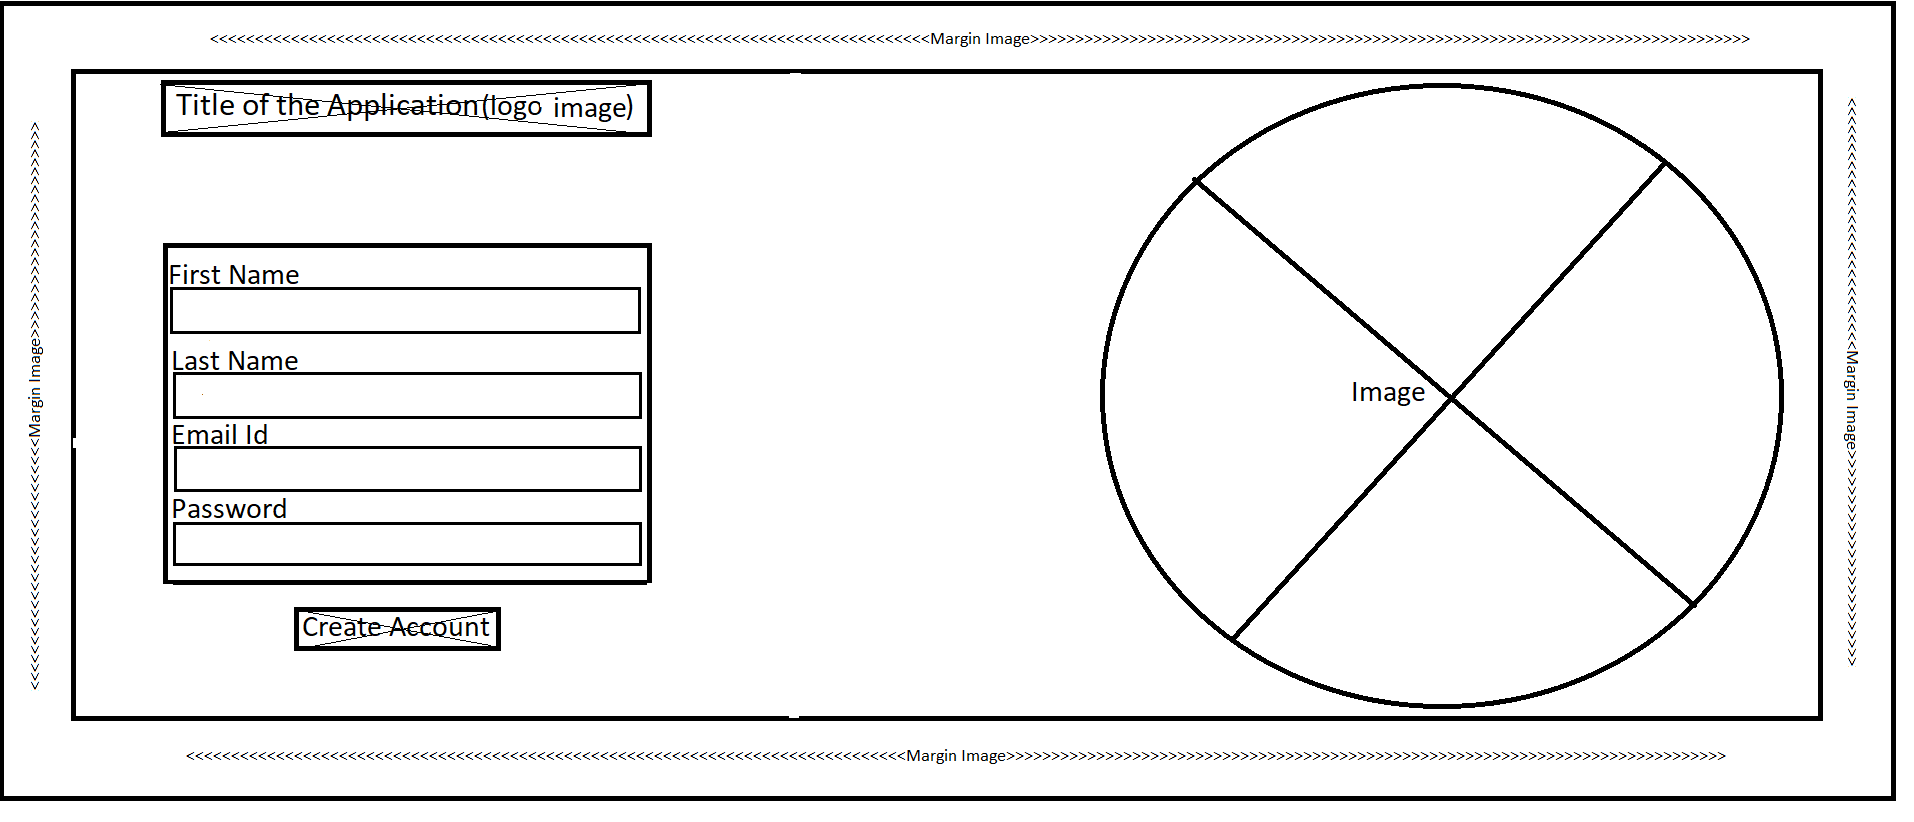 <<<<<<<<<<<<<<<<<<<<<<<<<<<<<<<<<<<<<<<<<<<<<<<<<<<<<<<<<<<<<<<<<<<<<<<<<<<<<<<<Margin Image>>>>>>>>>>>>>>>>>>>>>>>>>>>>>>>>>>>>>>>>>>>>>>>>>>>>>>>>>>>>>>>>>>>>>>>>>>>>>>>>
Title of the Application(logo image)
First Name
Last Name
Email Id
Password
Create Account
Image
<<<<<<<<<<<<<<<<<<<<<<<<<<<<Margin Image>>>>>>>>>>>>>>>>>>>>>>>>
<<<<<<<<<<<<<<<<<<<<<<<<<<<<Margin Image>>>>>>>>>>>>>>>>>>>>>>>>
<<<<<<<<<<<<<<<<<<<<<<<<<<<<<<<<<<<<<<<<<<<<<<<<<<<<<<<<<<<<<<<<<<<<<<<<<<<<<<<<Margin Image>>>>>>>>>>>>>>>>>>>>>>>>>>>>>>>>>>>>>>>>>>>>>>>>>>>>>>>>>>>>>>>>>>>>>>>>>>>>>>>>